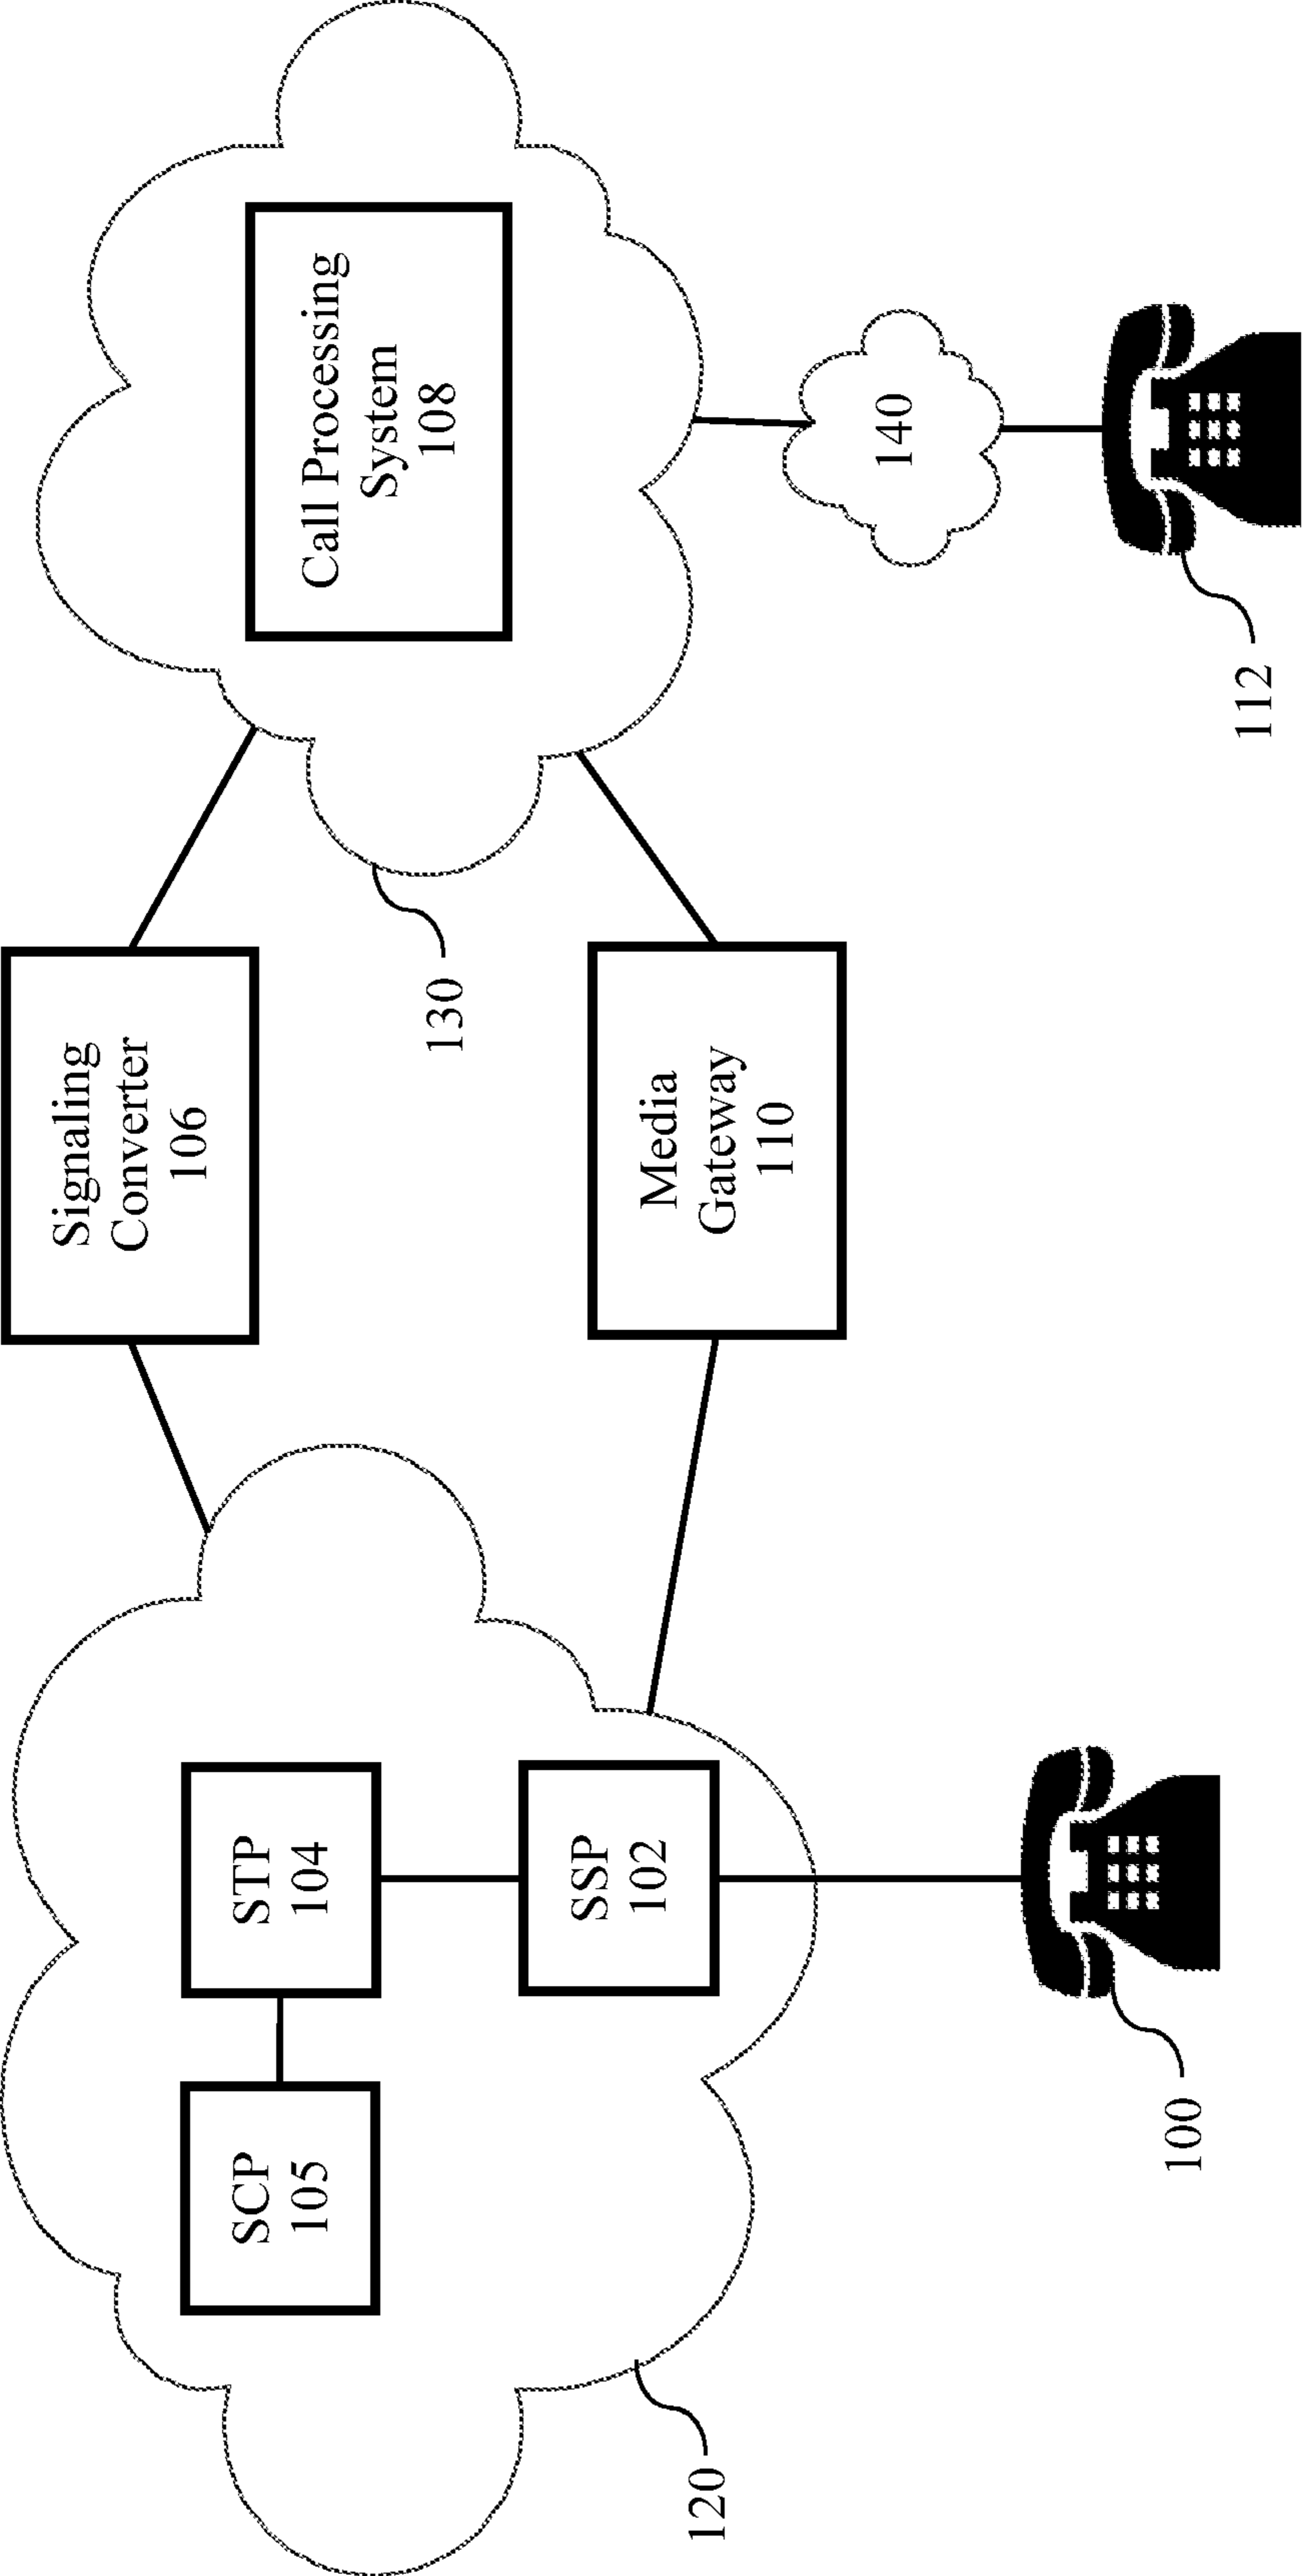 Signaling
Converter
106
Call Processing
System
108
SCP
105
STP
104
130
SSP
102
Media
Gateway
110
140
120
100
112